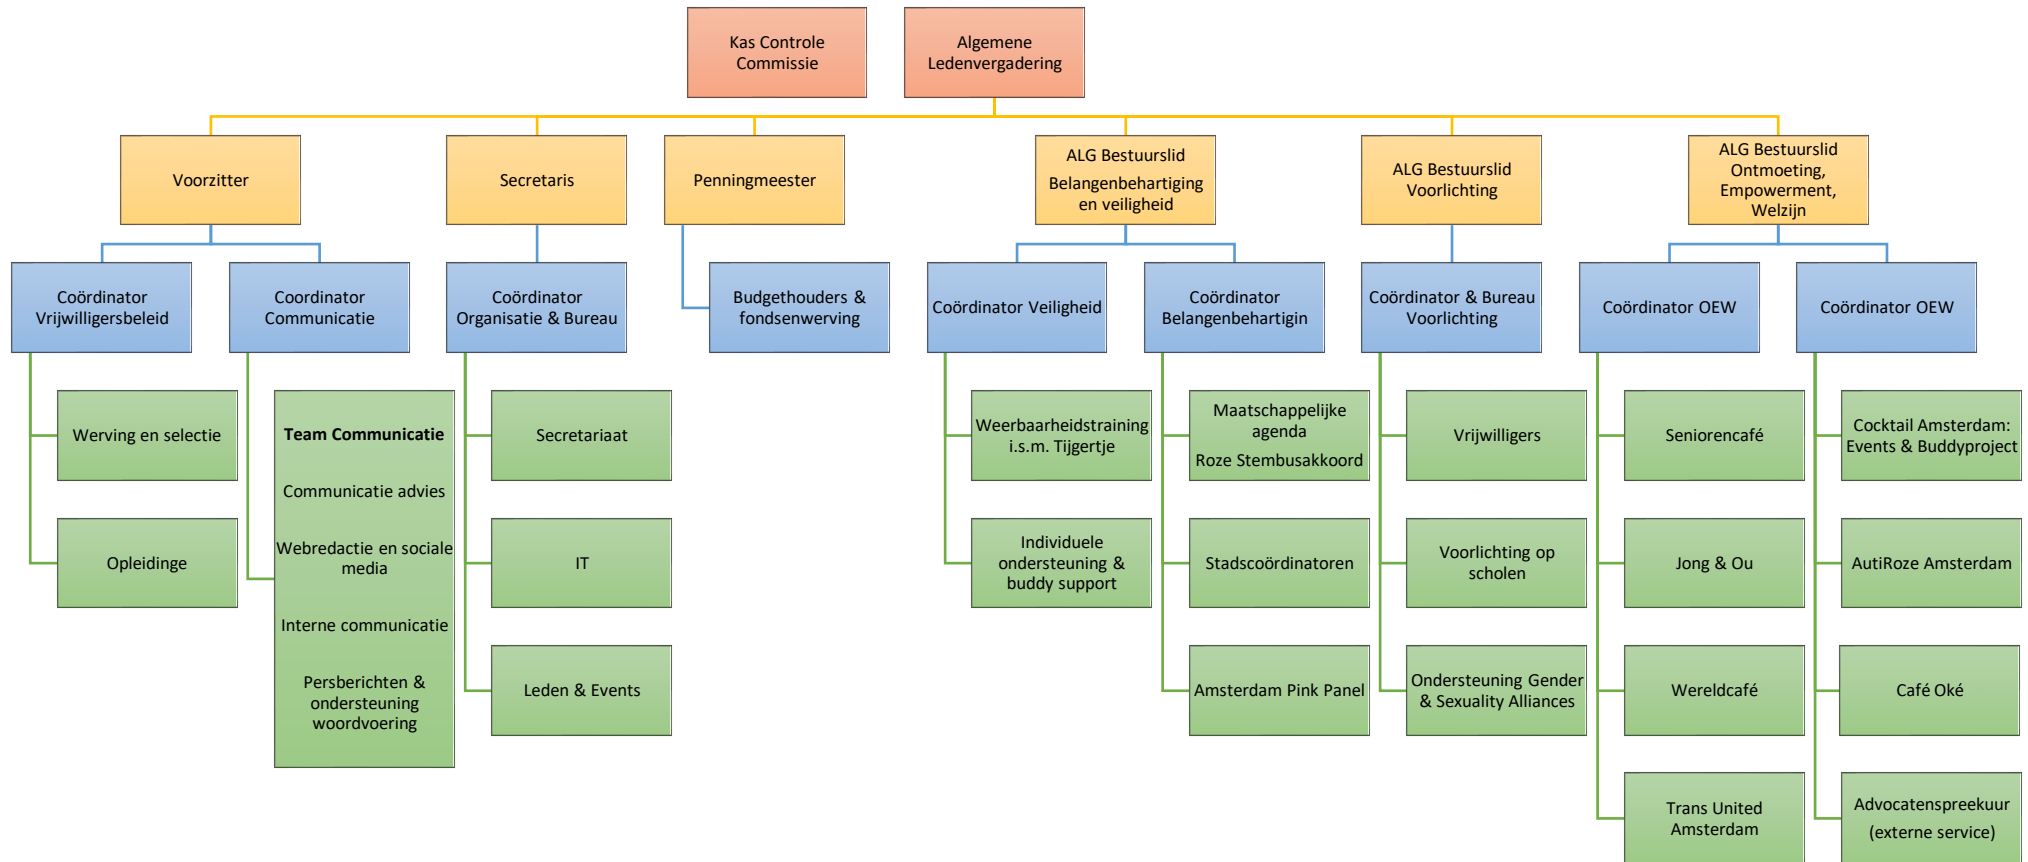 Kas Controle
Commissie
Algemene
Ledenvergadering
Voorzitter
Secretaris
Penningmeester
ALG Bestuurslid
Belangenbehartiging
en veiligheid
ALG Bestuurslid
Voorlichting
ALG Bestuurslid
Ontmoeting,
Empowerment,
Welzijn
Coördinator
Vrijwilligersbeleid
Coordinator
Communicatie
Coördinator
Organisatie & Bureau
Budgethouders &
fondsenwerving
Coördinator Veiligheid
Coördinator
Belangenbehartigin
Coördinator & Bureau
Voorlichting
Coördinator OEW
Coördinator OEW
Werving en selectie
Opleidinge
Team Communicatie
Communicatie advies
Webredactie en sociale
media
Interne communicatie
Persberichten &
ondersteuning
woordvoering
Secretariaat
IT
Leden & Events
Weerbaarheidstraining
i.s.m. Tijgertje
Individuele
ondersteuning &
buddy support
Maatschappelijke
agenda
Roze Stembusakkoord
Stadscoördinatoren
Amsterdam Pink Panel
Vrijwilligers
Voorlichting op
scholen
Ondersteuning Gender
& Sexuality Alliances
Seniorencafé
Jong & Ou
Wereldcafé
Trans United
Amsterdam
Cocktail Amsterdam:
Events & Buddyproject
AutiRoze Amsterdam
Café Oké
Advocatenspreekuur
(externe service)